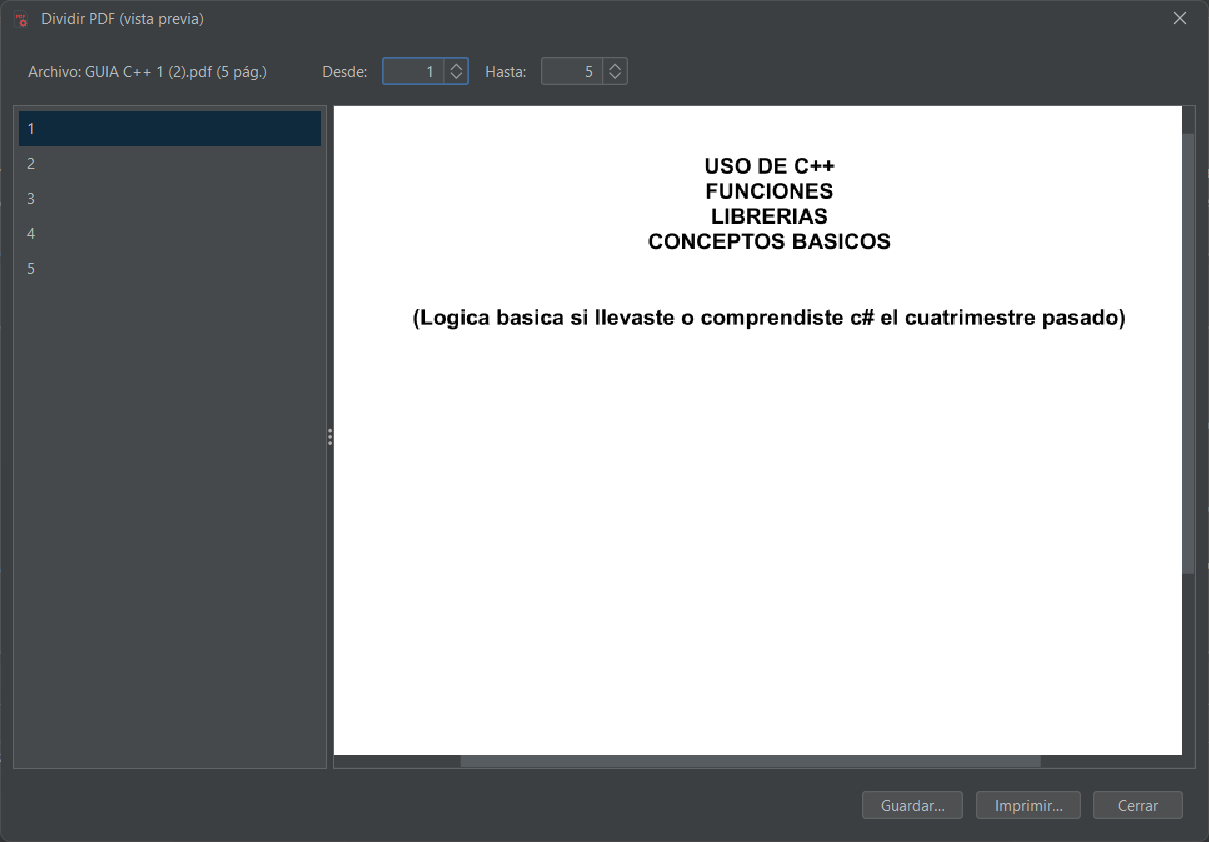 Dividir PDF (vista previa)
Archivo: GUIA C++ 1 (2).pdf (5 pág.) Desde: 1 Hasta: 5
1
2
3
4
5
USO DE C++
FUNCIONES
LIBRERIAS
CONCEPTOS BASICOS
(Logica basica si llevaste o comprendiste c# el cuatrimestre pasado)
Guardar... Imprimir... Cerrar